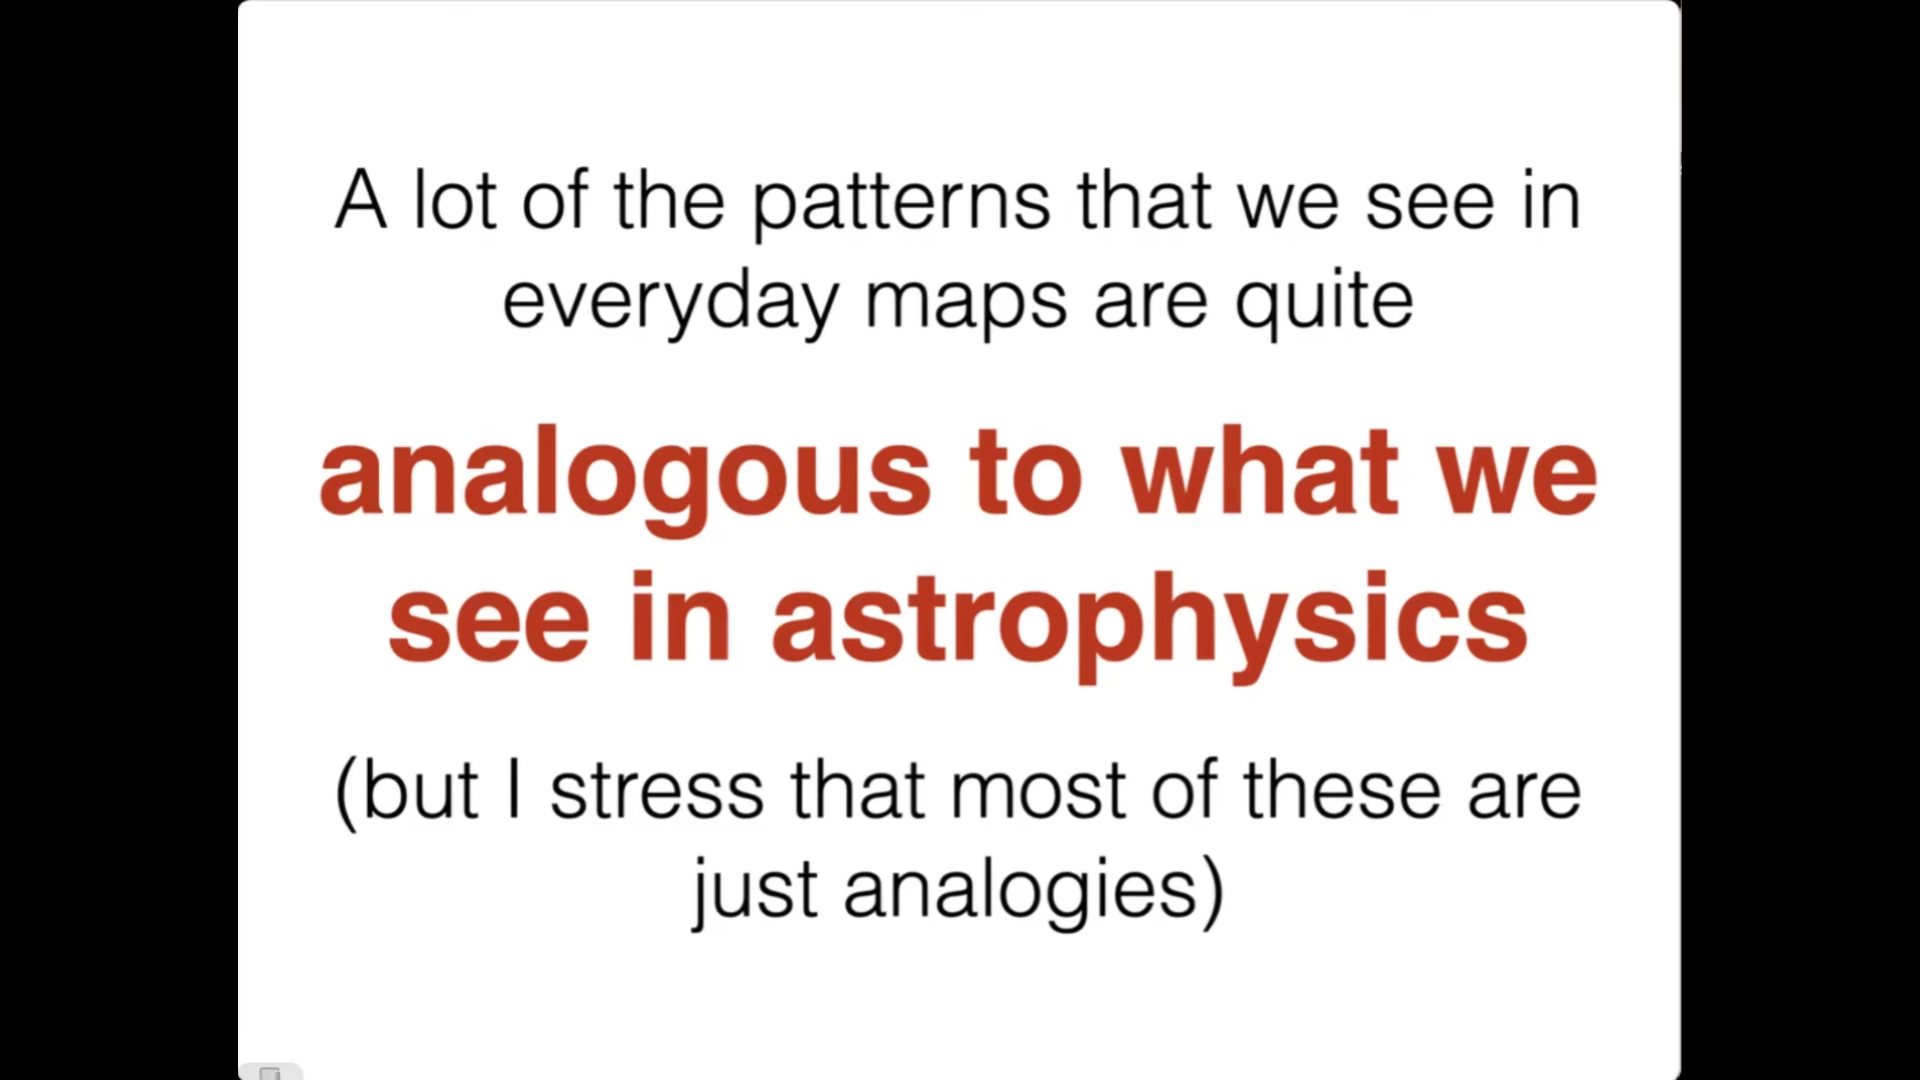 A lot of the patterns that we see in
everyday maps are quite
analogous to what we
see in astrophysics
(but I stress that most of these are
just analogies)